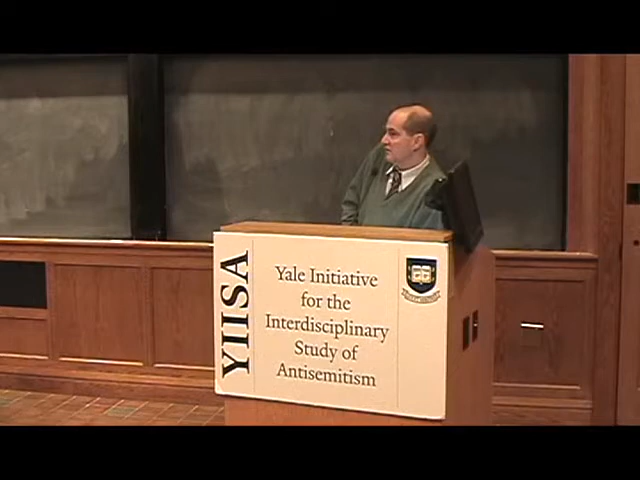 YIISA
Yale Initiative
for the
Interdisciplinary
Study of
Antisemitism